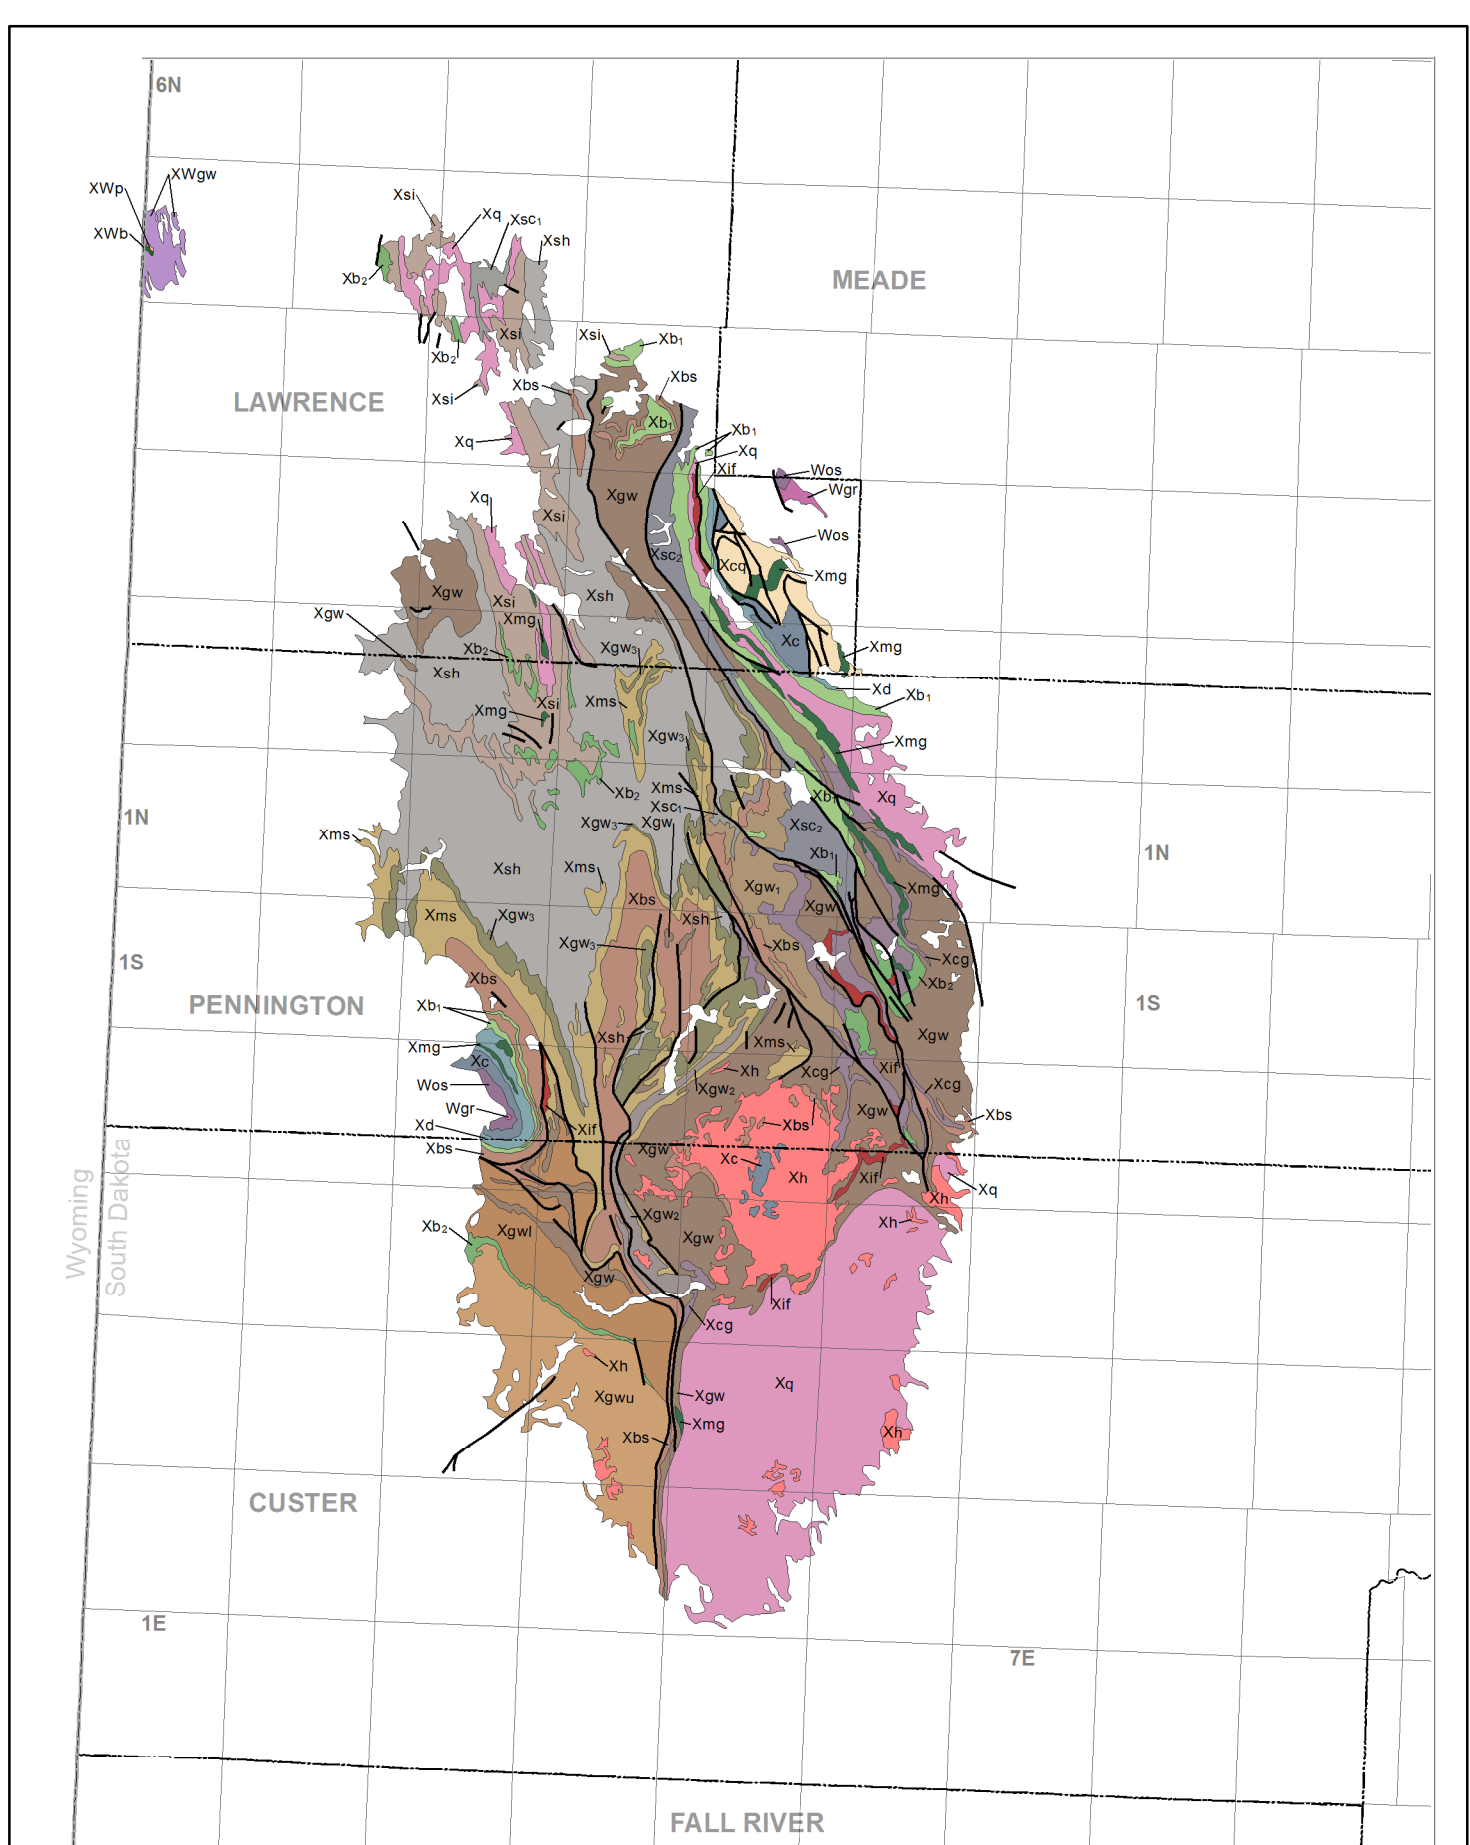 6N
XWgw
XWp
Xsi
Xq
Xsc1
XWb
Xsh
Xb2
MEADE
Xsi
Xsi
Xb1
Xb2
Xbs
Xbs
Xsi
LAWRENCE
Xb1
Xb1
Xq
Xq
Xif
Wos
Wgr
Xq
Xgw
Xsi
Wos
Xsc2
Xcq
Xmg
Xgw
Xsh
Xsi
Xgw
Xmg
Xc
Xb2
Xgw3
Xmg
Xsh
Xd
Xb1
Xms
Xsi
Xmg
Xgw3
Xmg
Xms
Xb2
Xb1
Xq
Xsc1
1N
Xgw3
Xgw
Xsc2
Xms
1N
Xb1
Xsh
Xms
Xgw1
Xmg
Xbs
Xgw
Xms
Xgw3
Xsh
Xgw3
Xbs
Xcg
1S
Xbs
Xb2
PENNINGTON
Xb1
1S
Xgw
Xsh
Xms
Xmg
Xc
Xh
Xcg
Xif
Wos
Xgw2
Xcg
Wgr
Xgw
Xbs
Xd
Xif
Xbs
Xbs
Xgw
Xc
Xh
Xif
Xq
Xh
Wyoming
South Dakota
Xgw2
Xh
Xb2
Xgwl
Xgw
Xgw
Xif
Xcg
Xh
Xq
Xgwu
Xgw
Xmg
Xh
Xbs
CUSTER
1E
7E
FALL RIVER